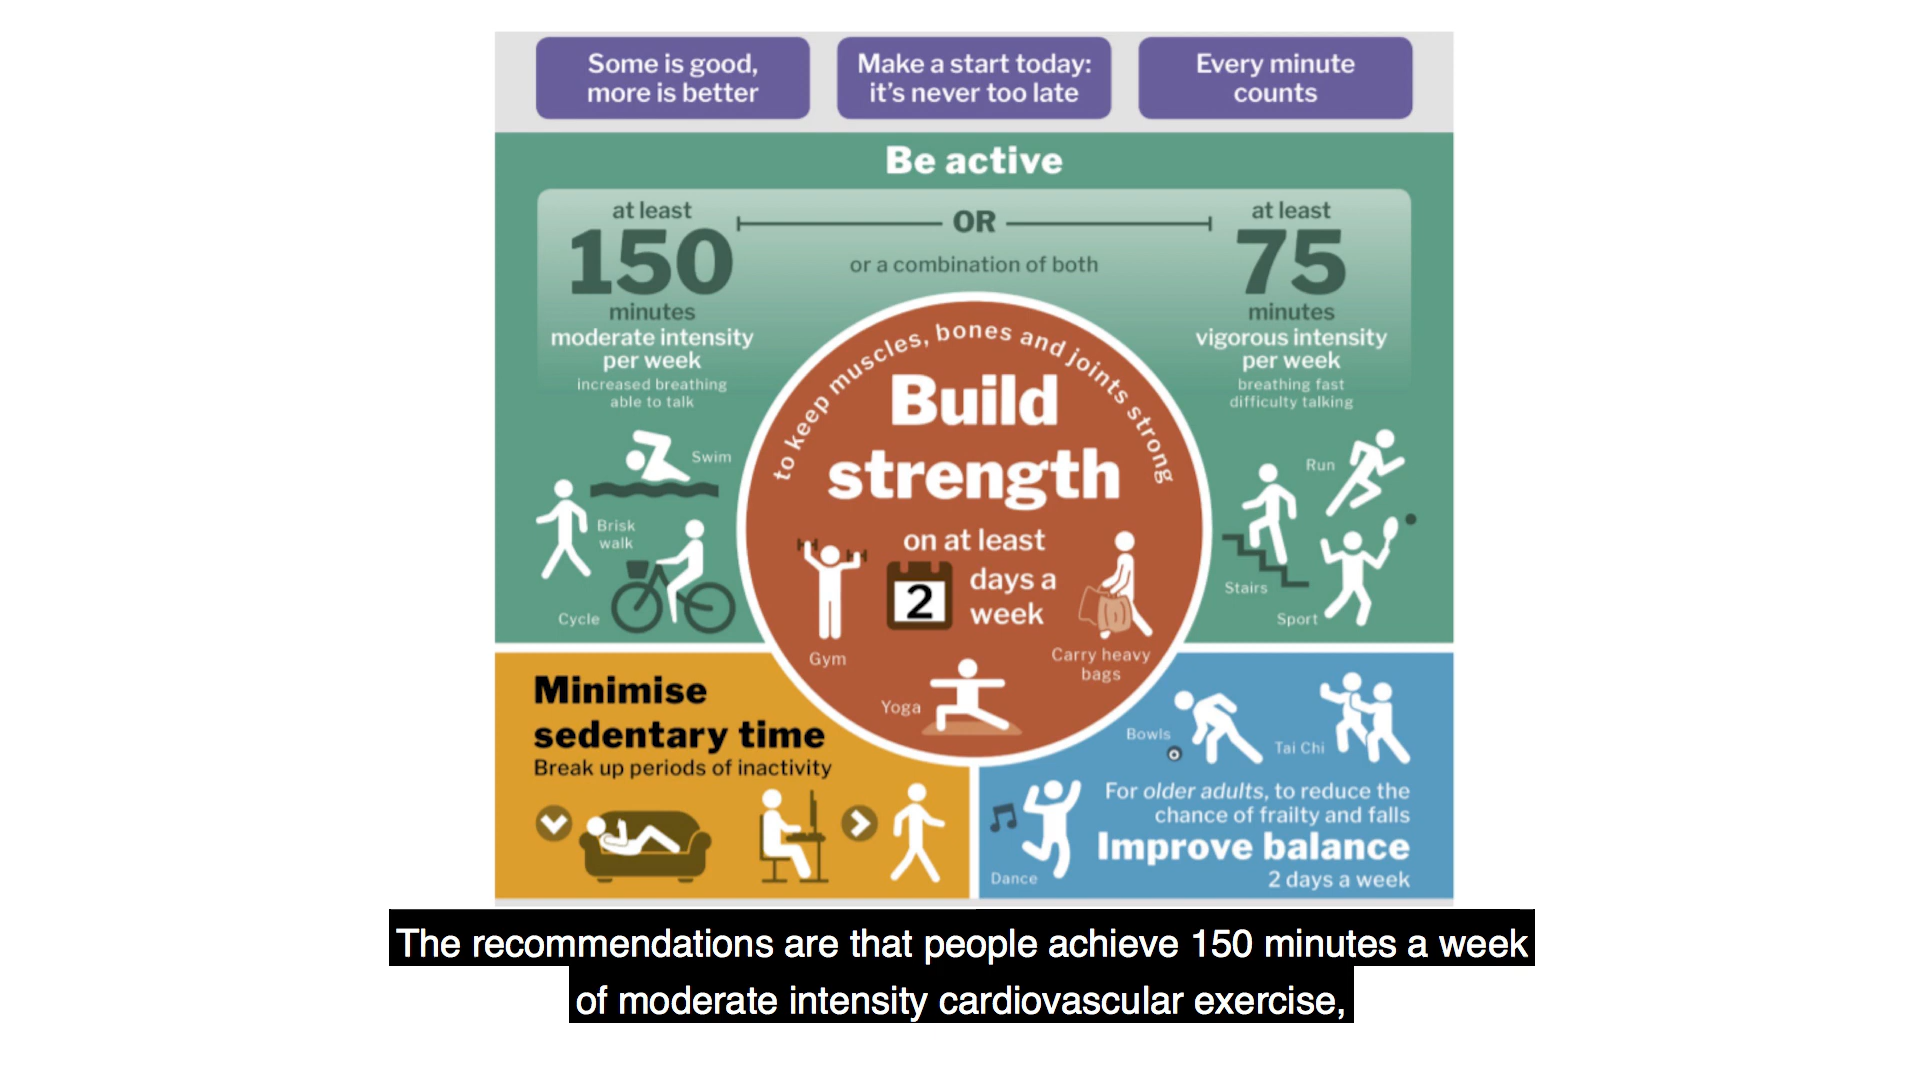 Some is good,
more is better
Make a start today:
it's never too late
Every minute
counts
Be active
at least
150
minutes
moderate intensity
per week
increased breathing
able to talk
OR
or a combination of both
at least
75
minutes
vigorous intensity
per week
breathing fast
difficulty talking
Swim
Brisk
walk
Cycle
to keep muscles, bones and joints strong
Build
strength
on at least
2
days a
week
Gym
Yoga
Carry heavy
bags
Run
Stairs
Sport
Minimise
sedentary time
Break up periods of inactivity
Bowls
Tai Chi
Dance
For older adults, to reduce the
chance of frailty and falls
Improve balance
2 days a week
The recommendations are that people achieve 150 minutes a week
of moderate intensity cardiovascular exercise,